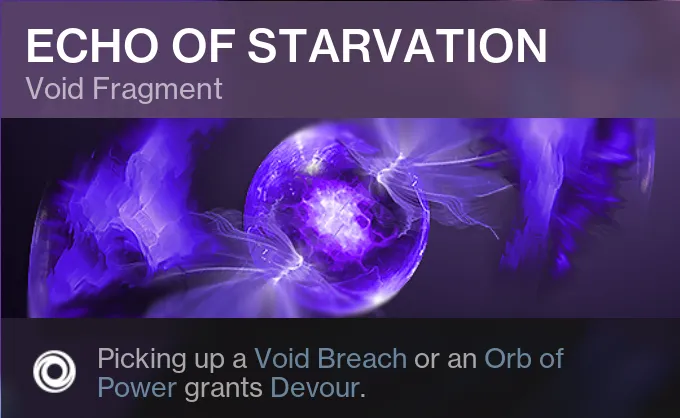 ECHO OF STARVATION
Void Fragment
Picking up a Void Breach or an Orb of
Power grants Devour.